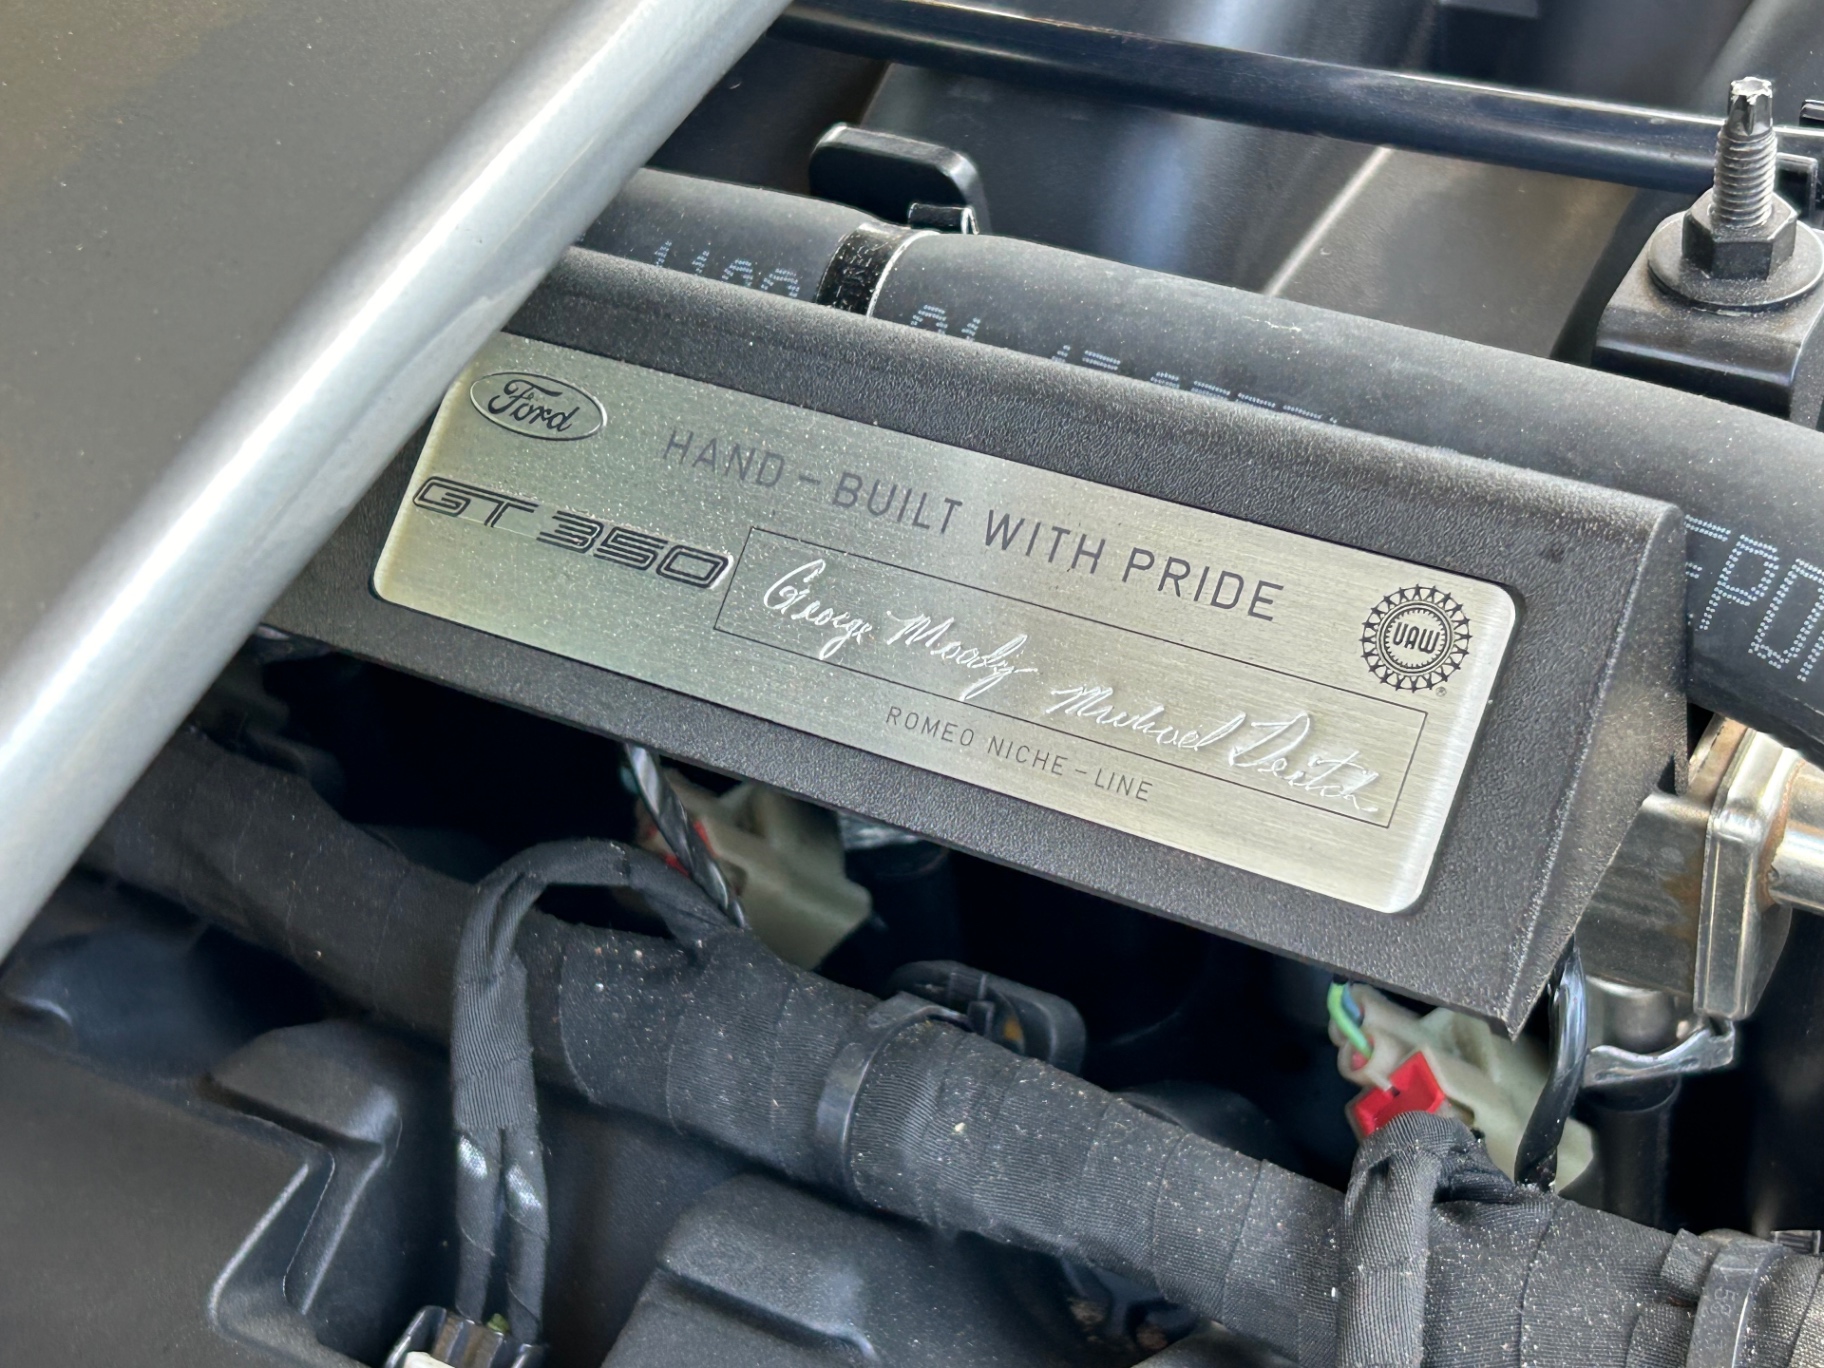 Ford
HAND-BUILT WITH PRIDE
GT350
George Moody Michael Deitch
UAW
®
ROMEO NICHE-LINE